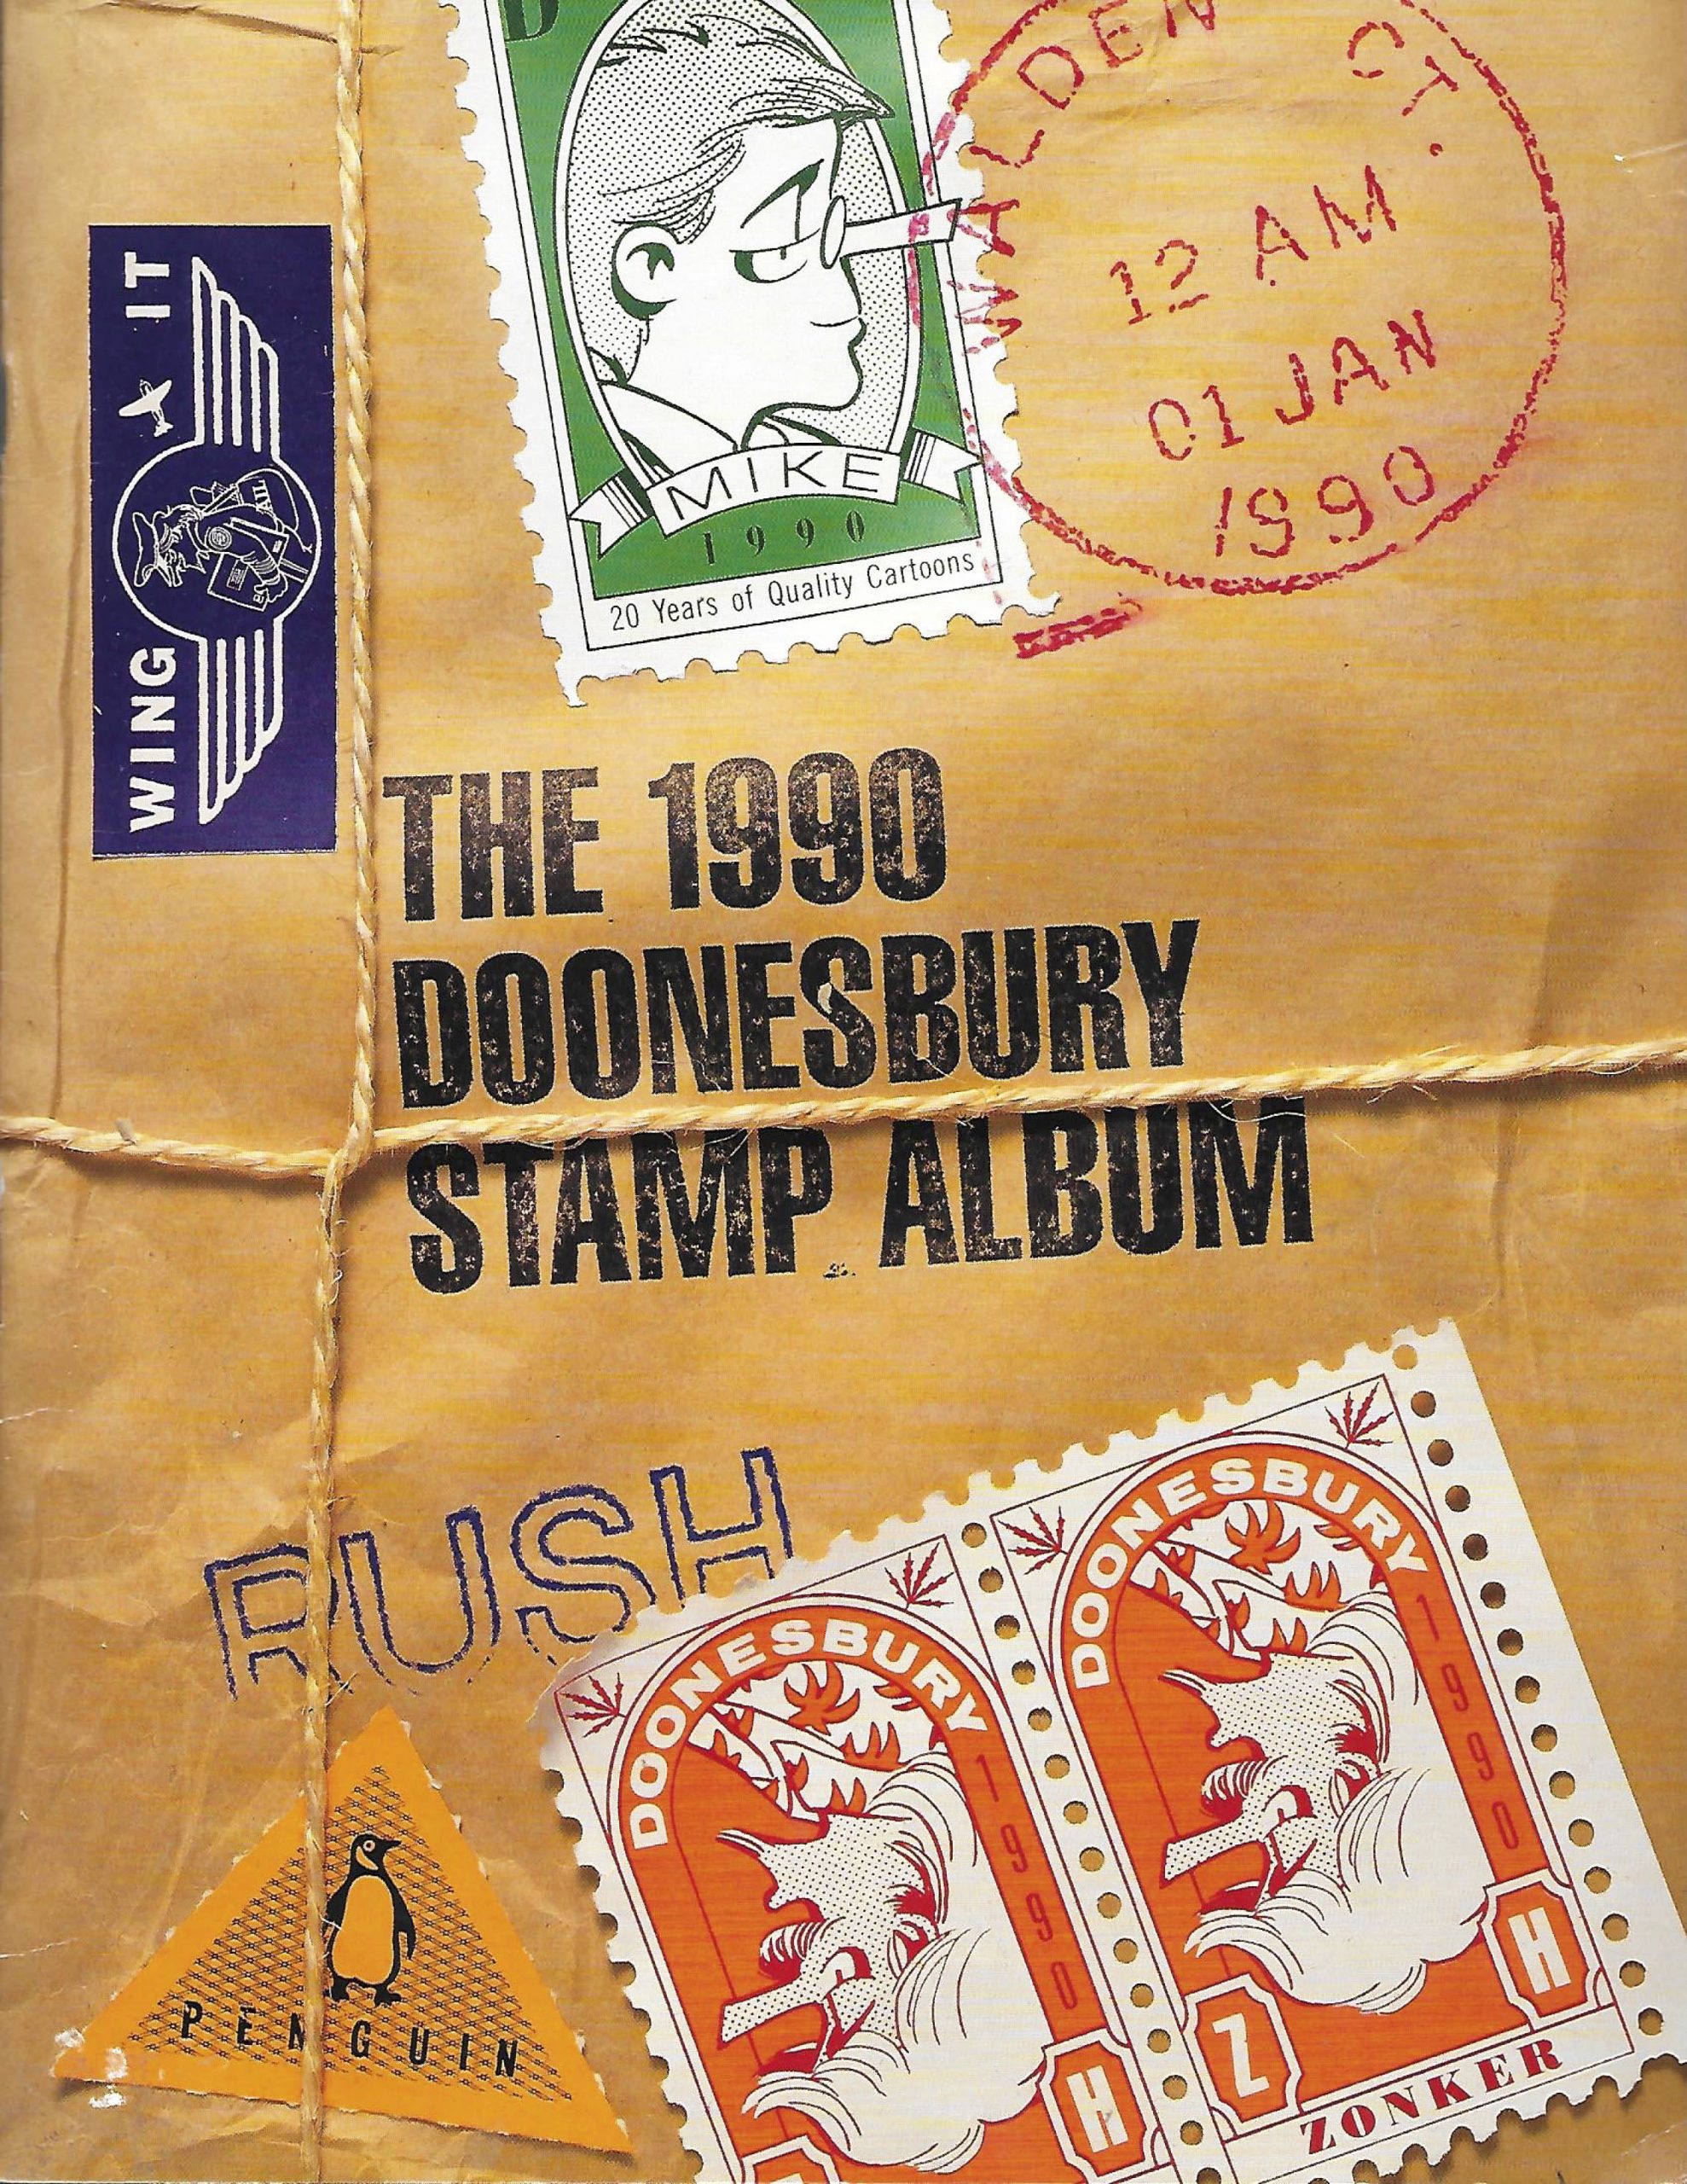 D
WALDEN CT.
12 AM
01 JAN
1990
MIKE
1990
20 Years of Quality Cartoons
WING IT
THE 1990
DOONESBURY
STAMP ALBUM
RUSH
PENGUIN
DOONESBURY 1990
H
DOONESBURY 1990
Z H
ZONKER